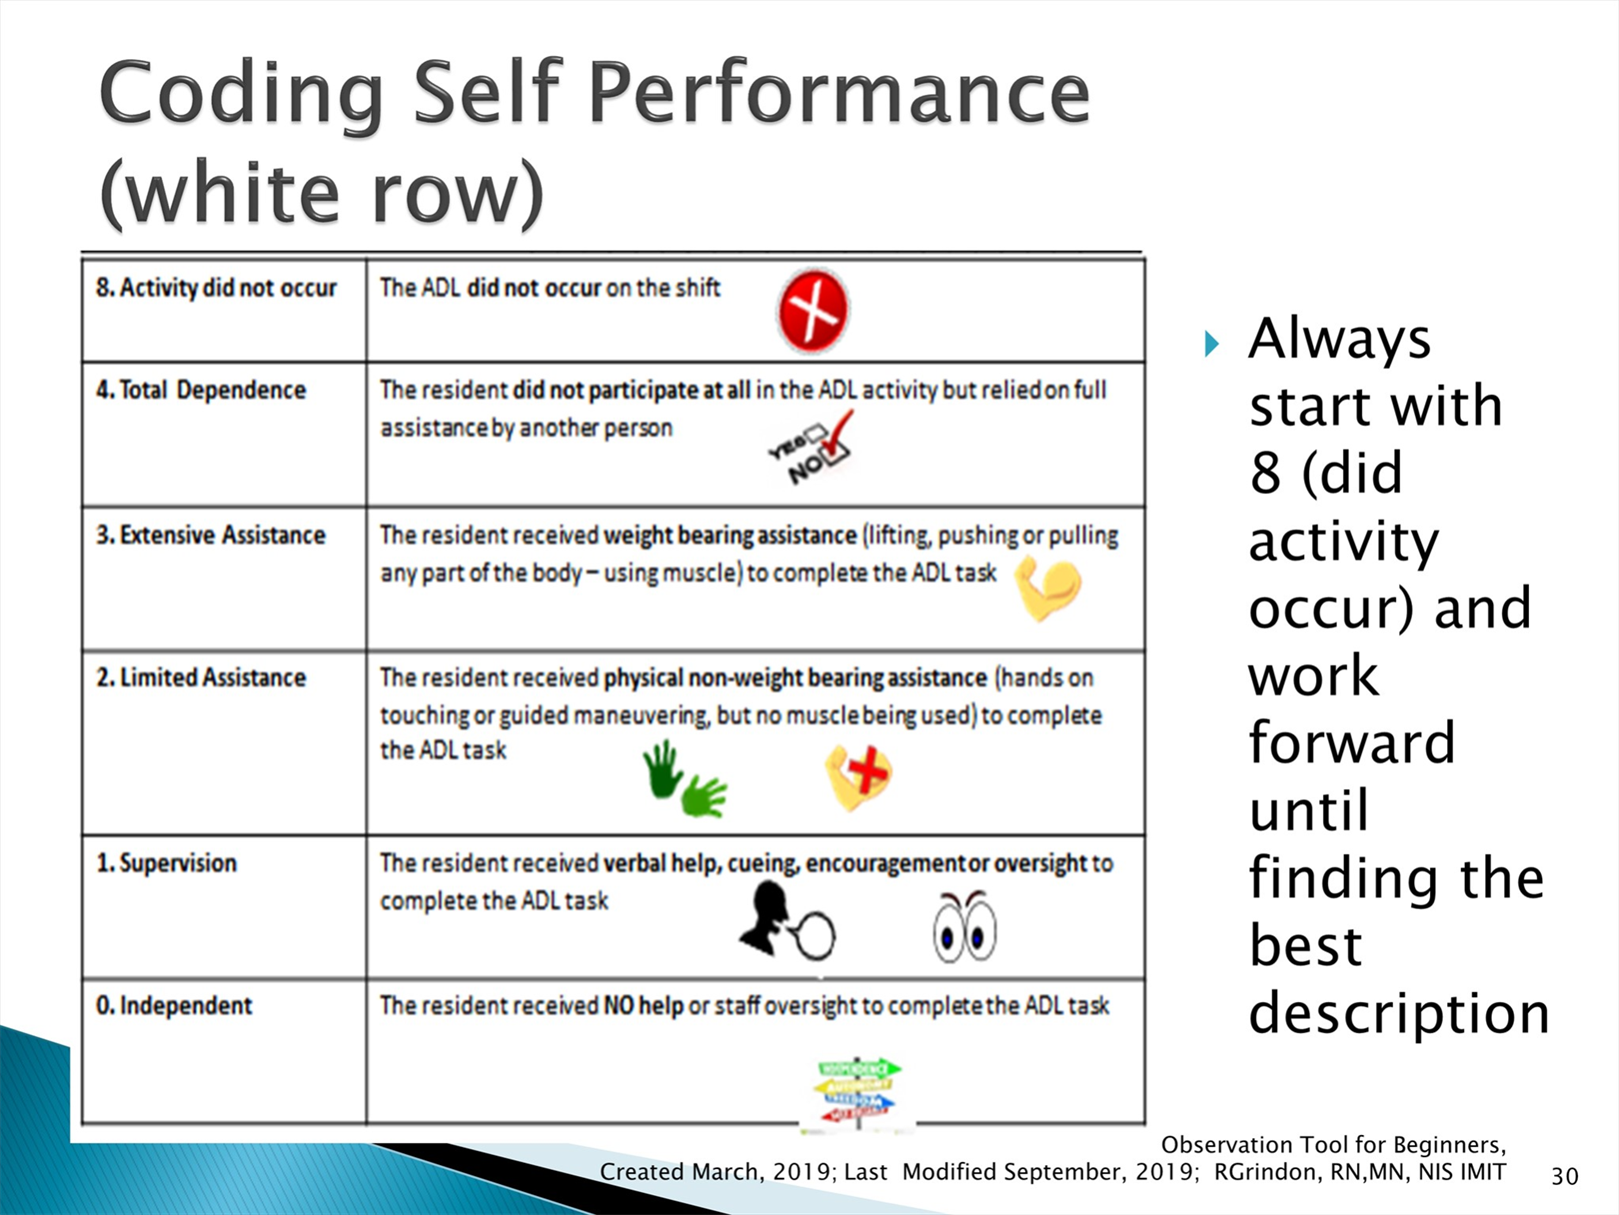 Coding Self Performance
(white row)
8. Activity did not occur
The ADL did not occur on the shift
4. Total Dependence
The resident did not participate at all in the ADL activity but relied on full
assistance by another person
YES
NO
3. Extensive Assistance
The resident received weight bearing assistance (lifting, pushing or pulling
any part of the body – using muscle) to complete the ADL task
2. Limited Assistance
The resident received physical non-weight bearing assistance (hands on
touching or guided maneuvering, but no muscle being used) to complete
the ADL task
1. Supervision
The resident received verbal help, cueing, encouragement or oversight to
complete the ADL task
0. Independent
The resident received NO help or staff oversight to complete the ADL task
INDEPENDENCE
AUTONOMY
FREEDOM
Always
start with
8 (did
activity
occur) and
work
forward
until
finding the
best
description
Observation Tool for Beginners,
Created March, 2019; Last Modified September, 2019; RGrindon, RN,MN, NIS IMIT
30